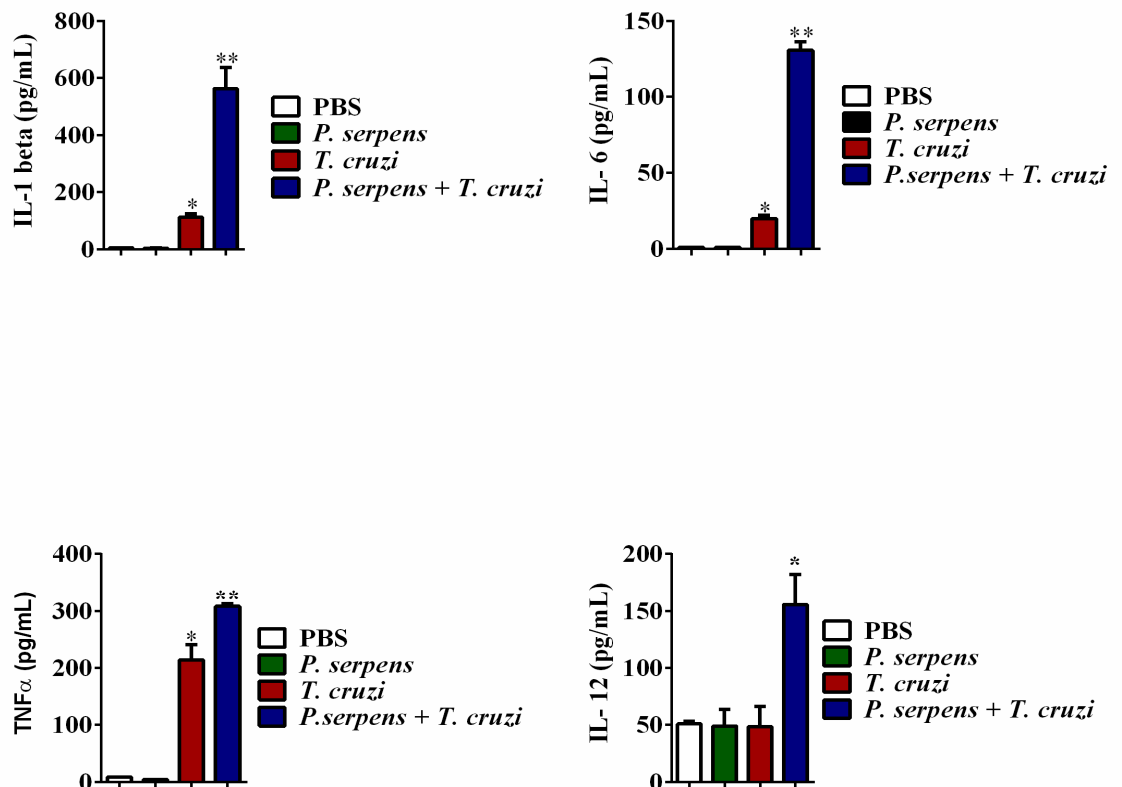 IL-1 beta (pg/mL)
800
600
400
200
0
*
**
PBS
P. serpens
T. cruzi
P. serpens + T. cruzi
IL- 6 (pg/mL)
150
100
50
0
*
**
PBS
P. serpens
T. cruzi
P.serpens + T. cruzi
TNFα (pg/mL)
400
300
200
100
0
*
**
PBS
P. serpens
T. cruzi
P.serpens + T. cruzi
IL- 12 (pg/mL)
200
150
100
50
0
*
PBS
P. serpens
T. cruzi
P. serpens + T. cruzi